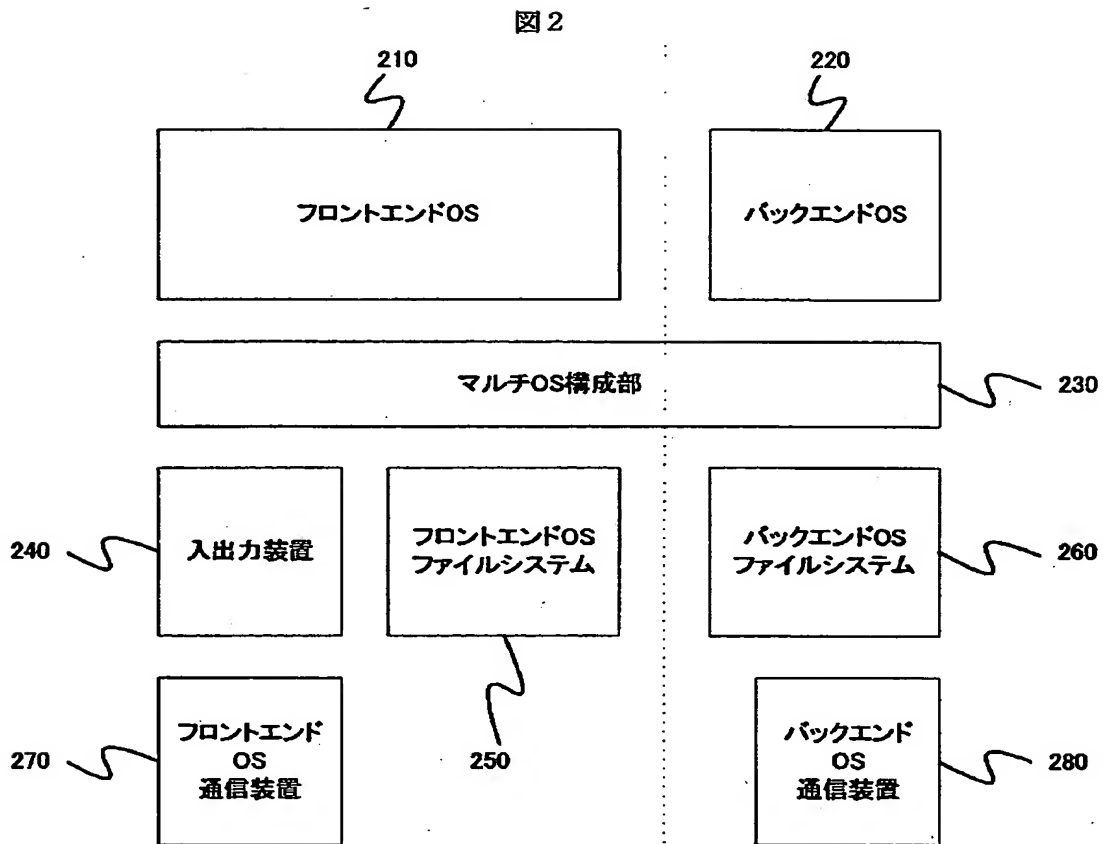 図2
210
220
フロントエンドOS
バックエンドOS
マルチOS構成部
230
240
入出力装置
フロントエンドOS
ファイルシステム
バックエンドOS
ファイルシステム
260
270
フロントエンド
OS
通信装置
250
バックエンド
OS
通信装置
280